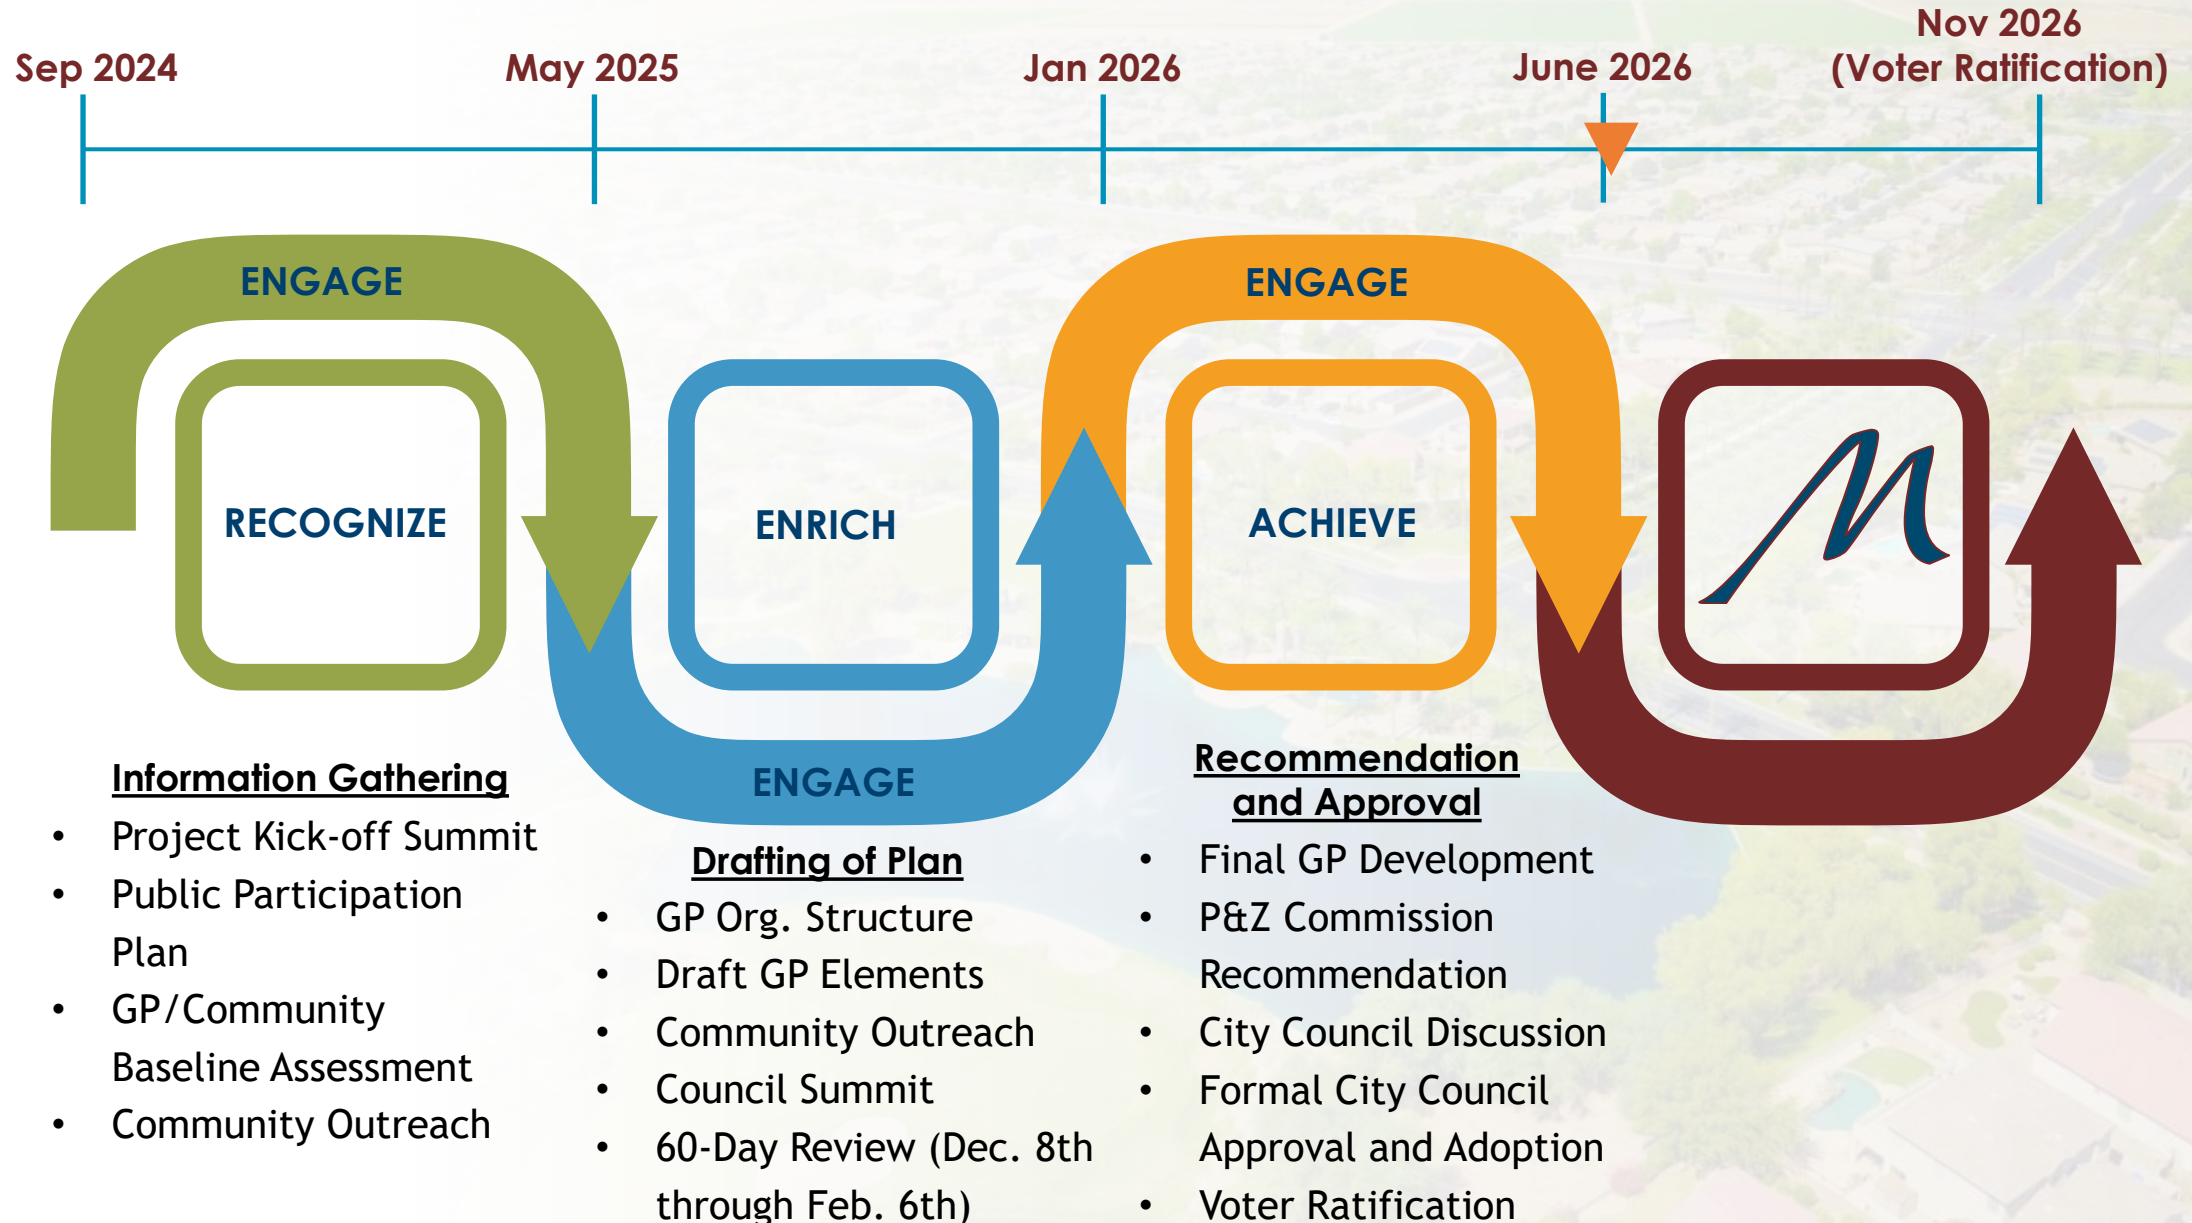 Sep 2024
May 2025
Jan 2026
June 2026
Nov 2026
(Voter Ratification)
ENGAGE
ENGAGE
RECOGNIZE
ENRICH
ACHIEVE
M
ENGAGE
Information Gathering
• Project Kick-off Summit
• Public Participation
Plan
• GP/Community
Baseline Assessment
• Community Outreach
Drafting of Plan
• GP Org. Structure
• Draft GP Elements
• Community Outreach
• Council Summit
• 60-Day Review (Dec. 8th
through Feb. 6th)
Recommendation
and Approval
• Final GP Development
• P&Z Commission
Recommendation
• City Council Discussion
• Formal City Council
Approval and Adoption
• Voter Ratification